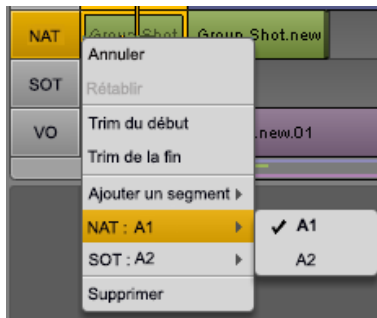 NAT Group Shot Group Shot.new
Annuler
SOT Rétablir
VO Trim du début .new.01
Trim de la fin
Ajouter un segment
NAT : A1 ✓ A1
SOT : A2 A2
Supprimer